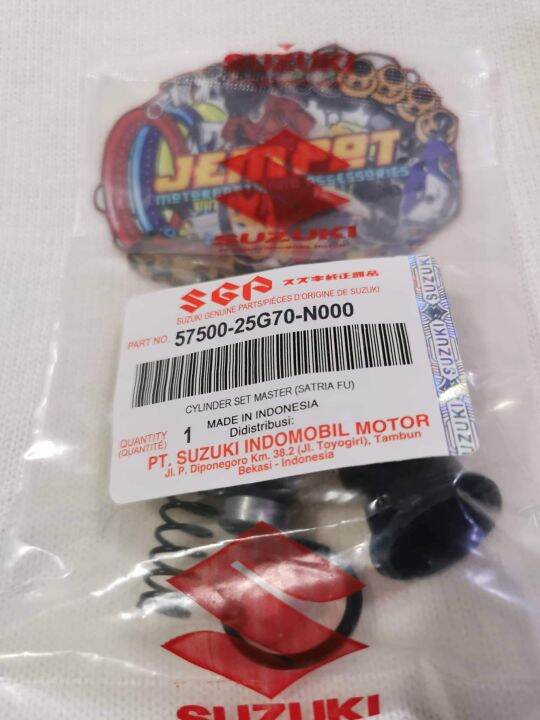 SUZUKI
JEMPOT
MOTORPARTS AND ACCESSORIES
SUZUKI
SGP スズキ純正部品
SUZUKI GENUINE PARTS/PIÈCES D'ORIGINE DE SUZUKI
PART NO. 57500-25G70-N000
CYLINDER SET MASTER (SATRIA FU)
QUANTITY 1 MADE IN INDONESIA
(QUANTITÉ) Didistribusi:
PT. SUZUKI INDOMOBIL MOTOR
Jl. P. Diponegoro Km. 38.2 (Jl. Toyogiri), Tambun
Bekasi - Indonesia
SUZUKI
SUZUKI
SUZUKI